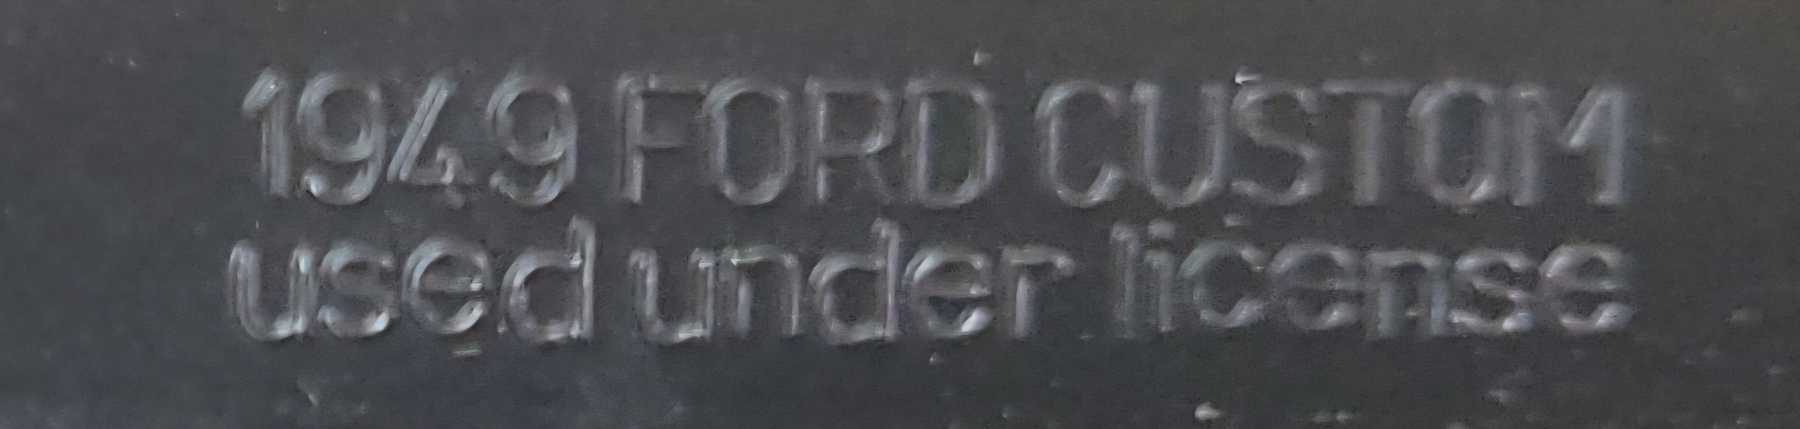 1949 FORD CUSTOM
used under license